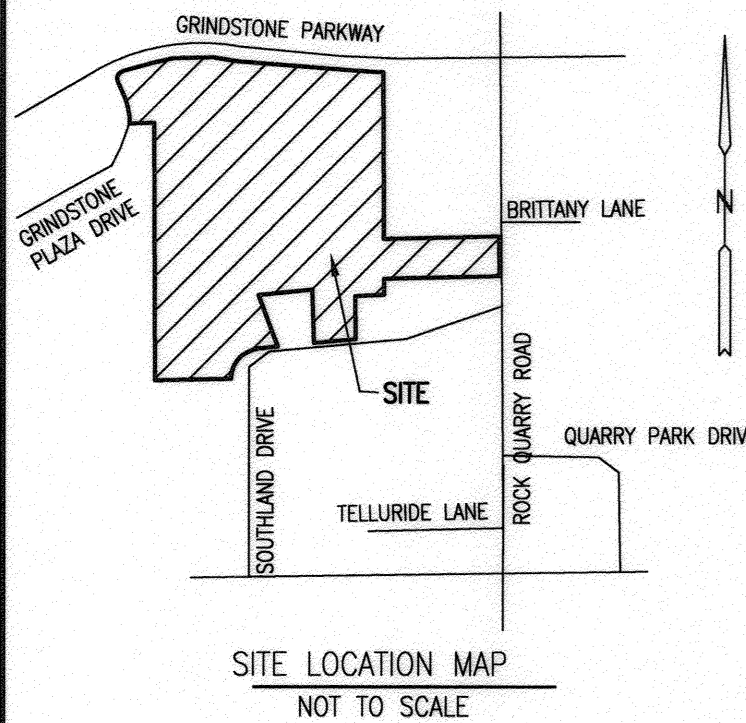 GRINDSTONE PARKWAY
GRINDSTONE
PLAZA DRIVE
BRITTANY LANE
N
SITE
SOUTHLAND DRIVE
ROCK QUARRY ROAD
QUARRY PARK DRIV
TELLURIDE LANE
SITE LOCATION MAP
NOT TO SCALE